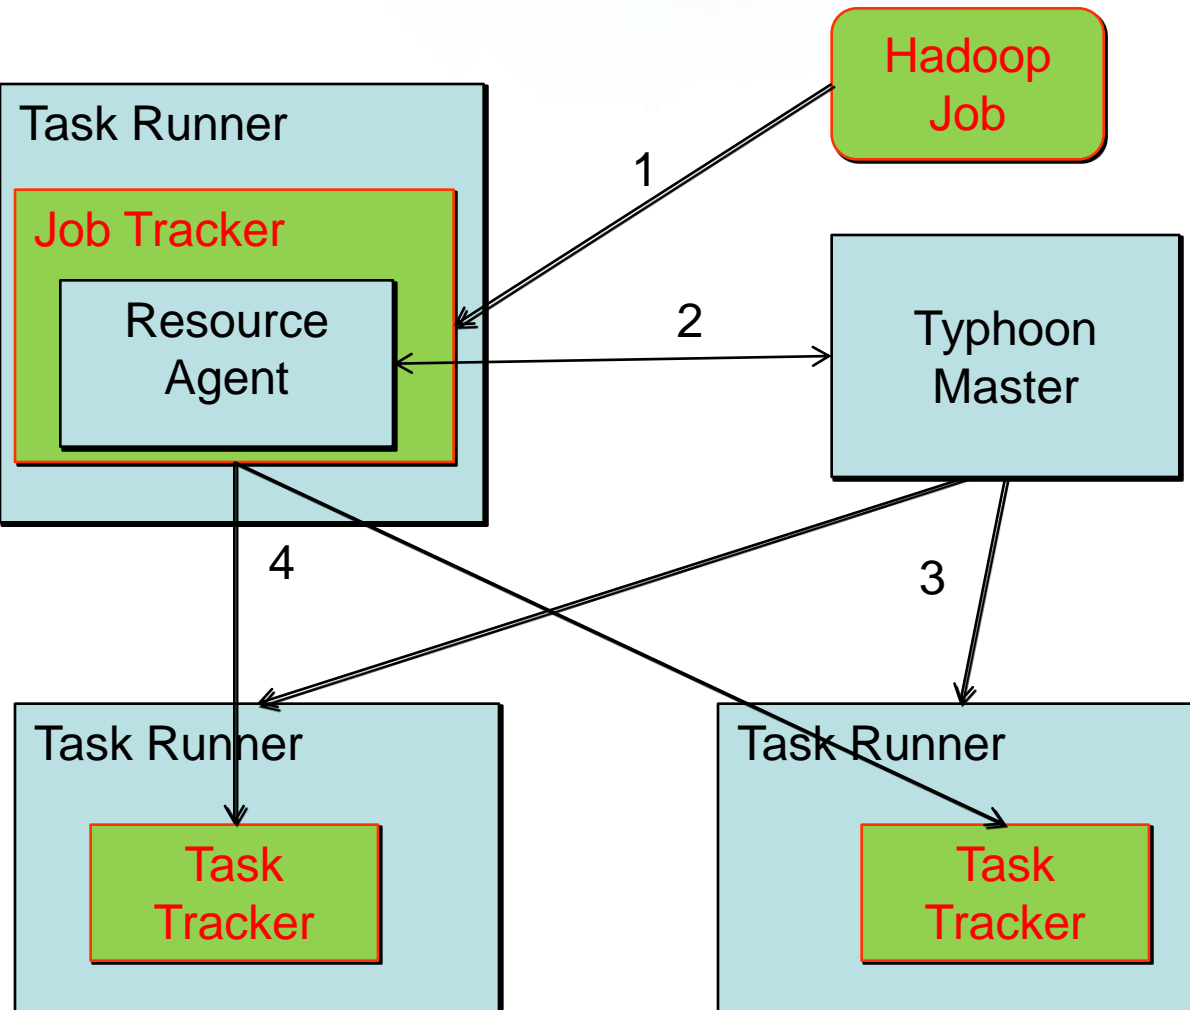 Hadoop
Job
Task Runner
1
Job Tracker
Resource
Agent
2
Typhoon
Master
4
3
Task Runner
Task
Tracker
Task Runner
Task
Tracker